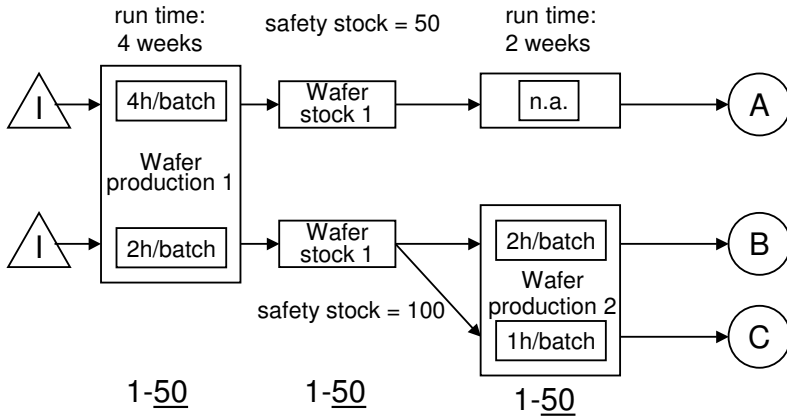 run time:
4 weeks
safety stock = 50
run time:
2 weeks
I
4h/batch
Wafer
stock 1
n.a.
A
Wafer
production 1
I
2h/batch
Wafer
stock 1
2h/batch
B
Wafer
production 2
safety stock = 100
1h/batch
C
1-50
1-50
1-50